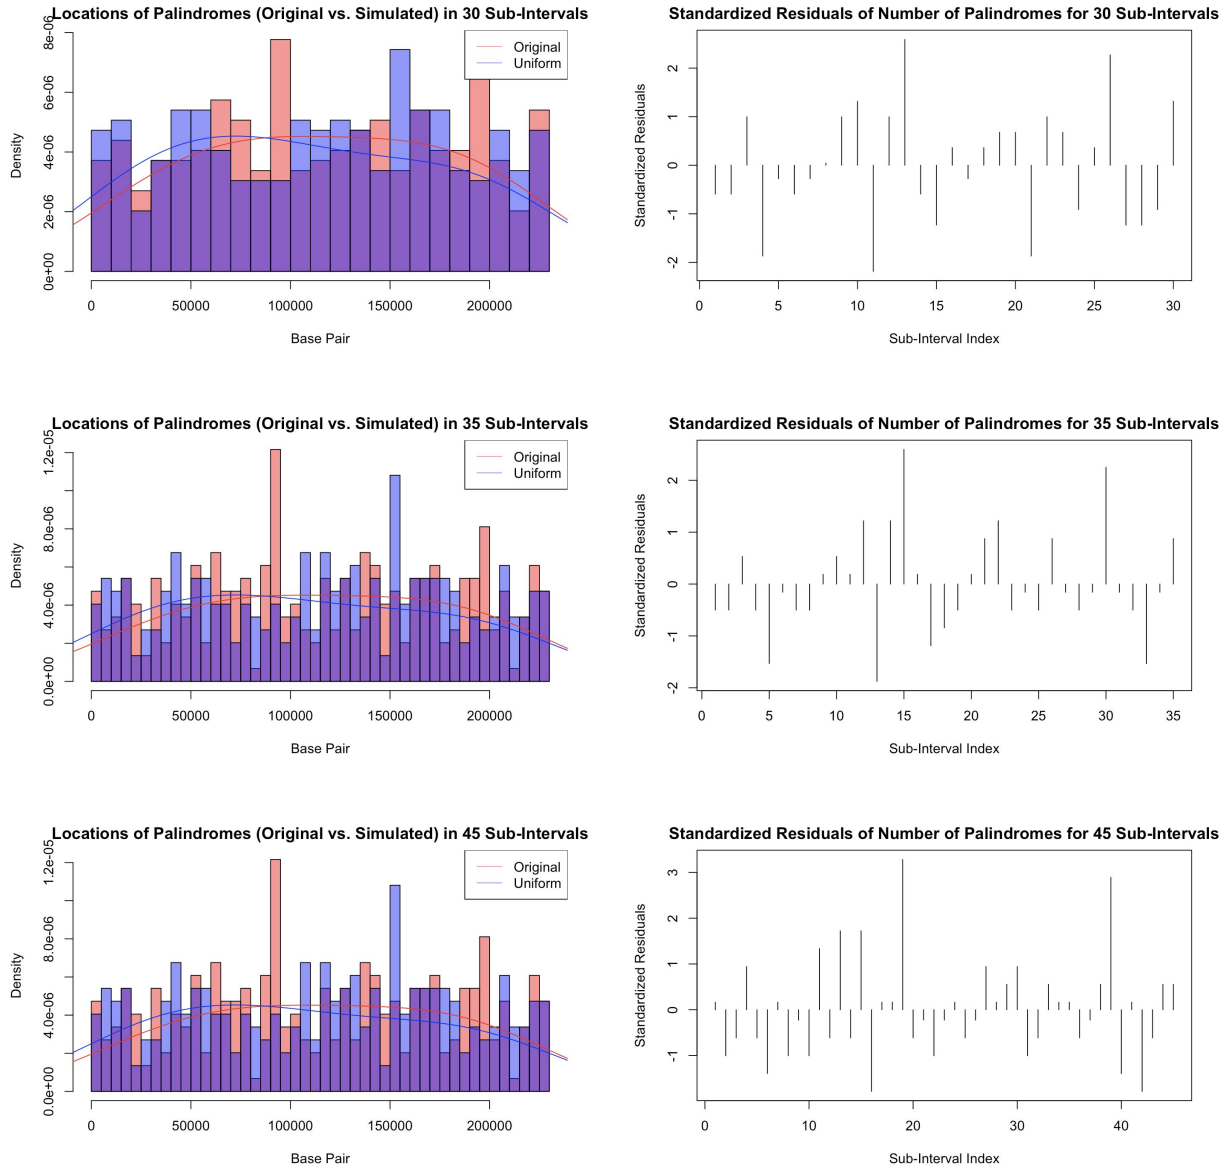 Locations of Palindromes (Original vs. Simulated) in 30 Sub-Intervals
Density
0e+00 2e-06 4e-06 6e-06 8e-06
Original
Uniform
0 50000 100000 150000 200000
Base Pair
Standardized Residuals of Number of Palindromes for 30 Sub-Intervals
Standardized Residuals
-2 -1 0 1 2
0 5 10 15 20 25 30
Sub-Interval Index
Locations of Palindromes (Original vs. Simulated) in 35 Sub-Intervals
Density
0.0e+00 4.0e-06 8.0e-06 1.2e-05
Original
Uniform
0 50000 100000 150000 200000
Base Pair
Standardized Residuals of Number of Palindromes for 35 Sub-Intervals
Standardized Residuals
-2 -1 0 1 2
0 5 10 15 20 25 30 35
Sub-Interval Index
Locations of Palindromes (Original vs. Simulated) in 45 Sub-Intervals
Density
0.0e+00 4.0e-06 8.0e-06 1.2e-05
Original
Uniform
0 50000 100000 150000 200000
Base Pair
Standardized Residuals of Number of Palindromes for 45 Sub-Intervals
Standardized Residuals
-1 0 1 2 3
0 10 20 30 40
Sub-Interval Index